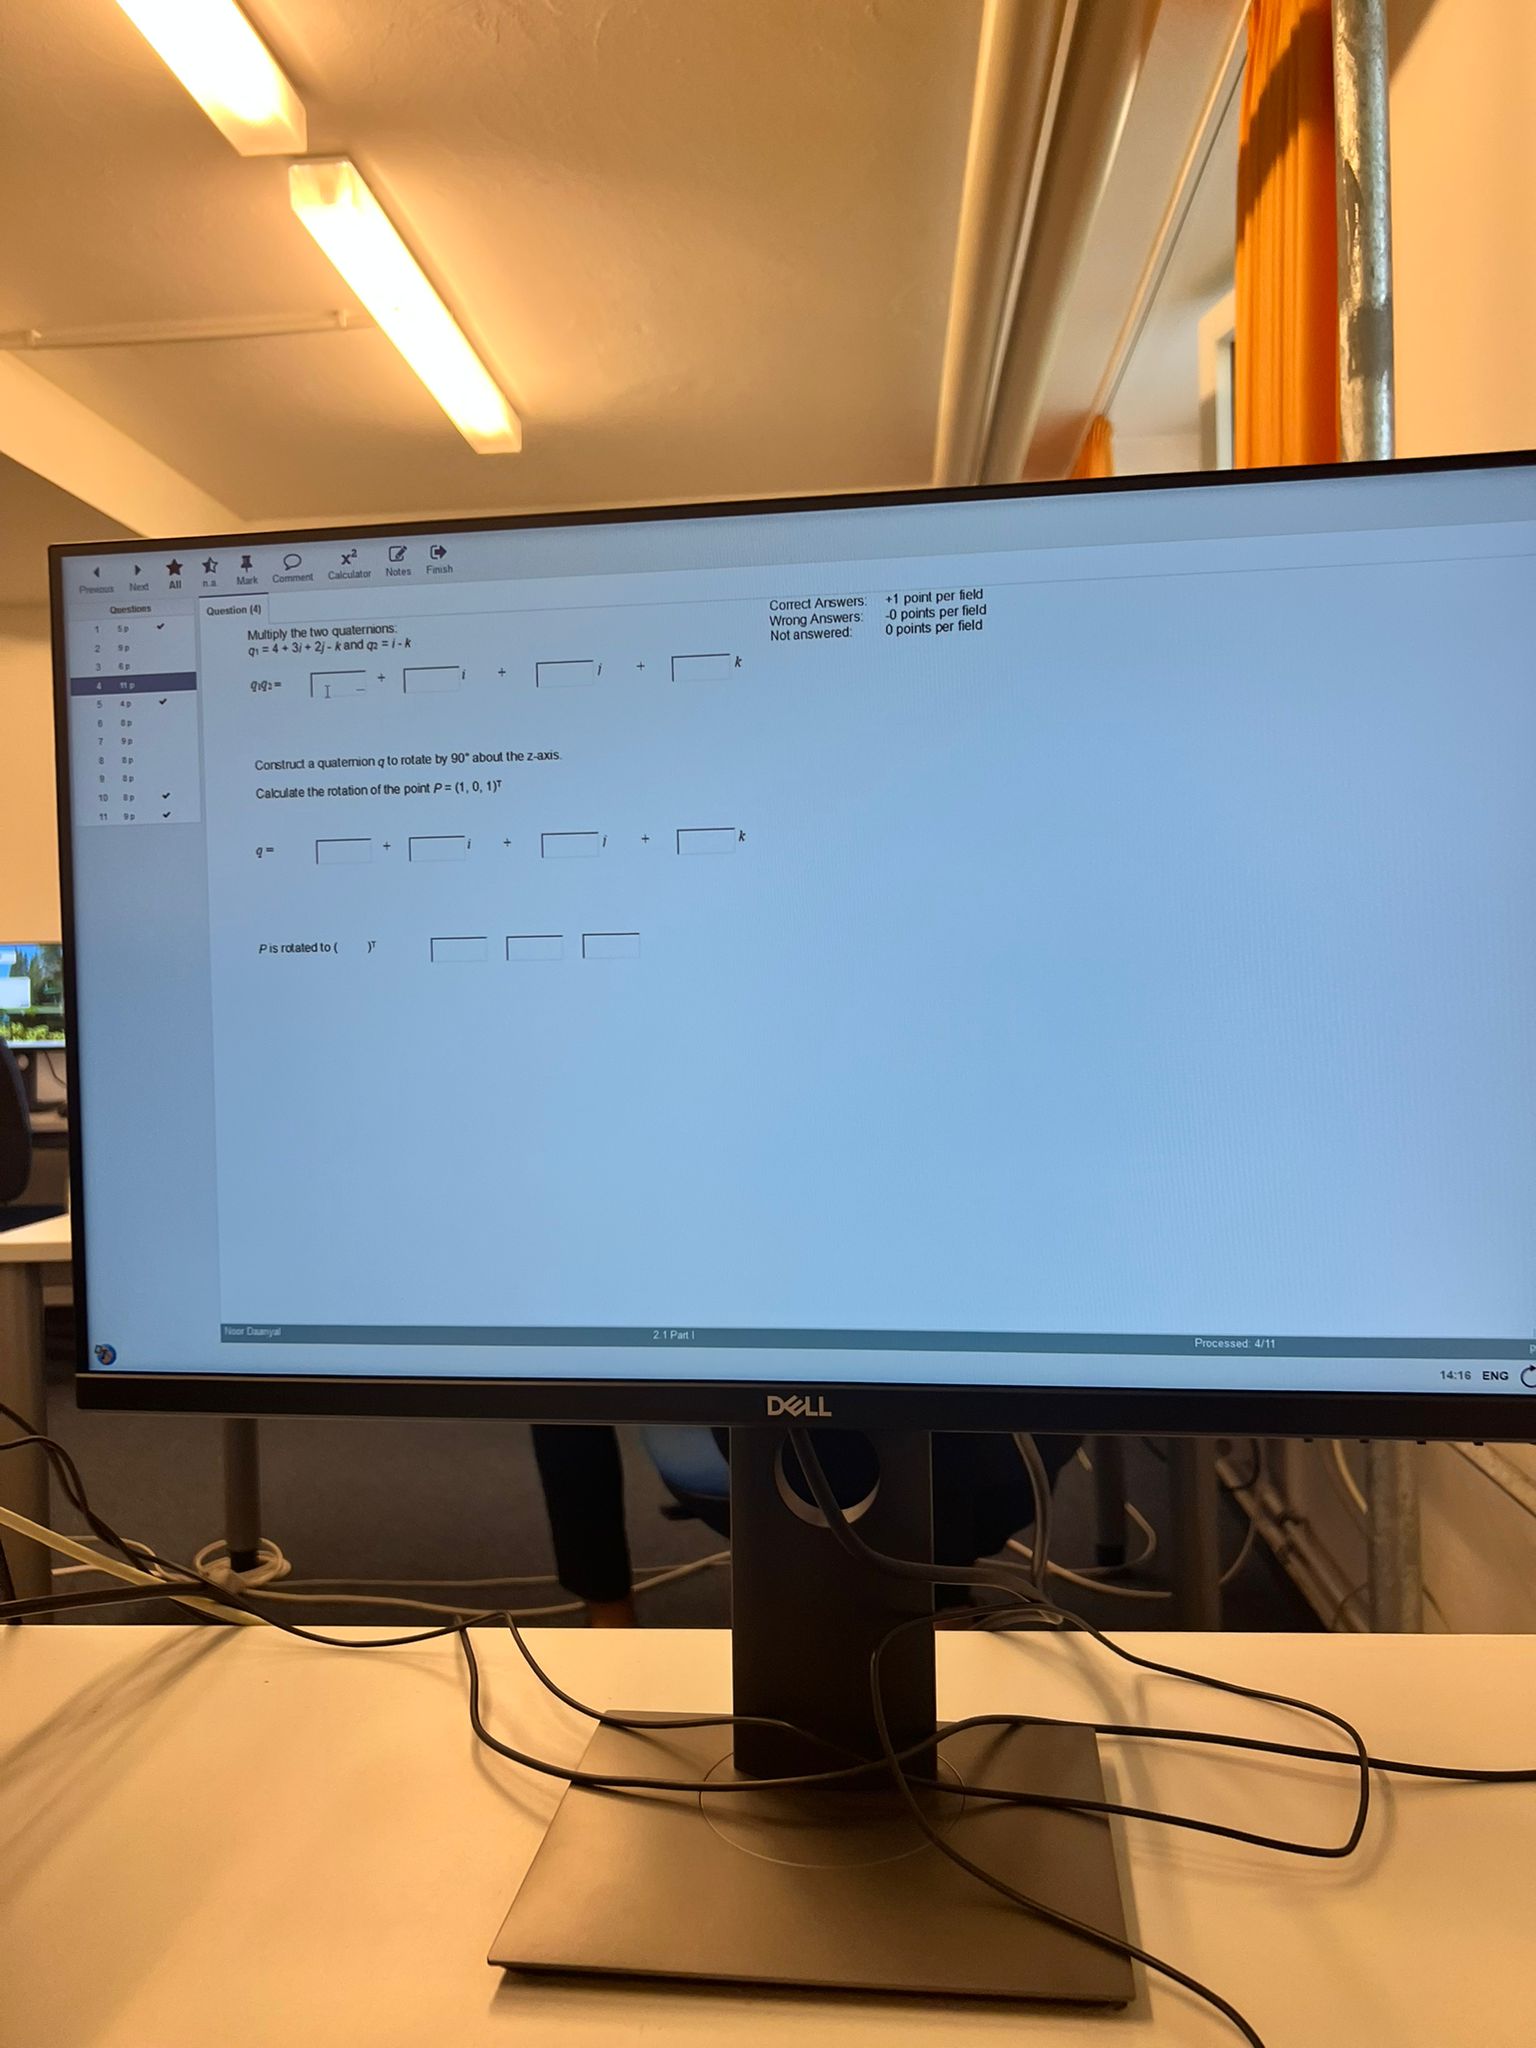 Previous Next All n.a. Mark Comment x² Calculator Notes Finish
Questions
1 5 p
2 9 p
3 6 p
4 11 p
5 4 p
6 8 p
7 9 p
8 8 p
9 8 p
10 8 p
11 9 p
Question (4)
Multiply the two quaternions:
q₁ = 4 + 3i + 2j - k and q₂ = i - k
q₁q₂ = + i + j + k
Correct Answers: +1 point per field
Wrong Answers: -0 points per field
Not answered: 0 points per field
Construct a quaternion q to rotate by 90° about the z-axis.
Calculate the rotation of the point P = (1, 0, 1)ᵀ
q = + i + j + k
P is rotated to ( )ᵀ
Noor Daanyal 2.1 Part I Processed: 4/11
14:16 ENG
DELL